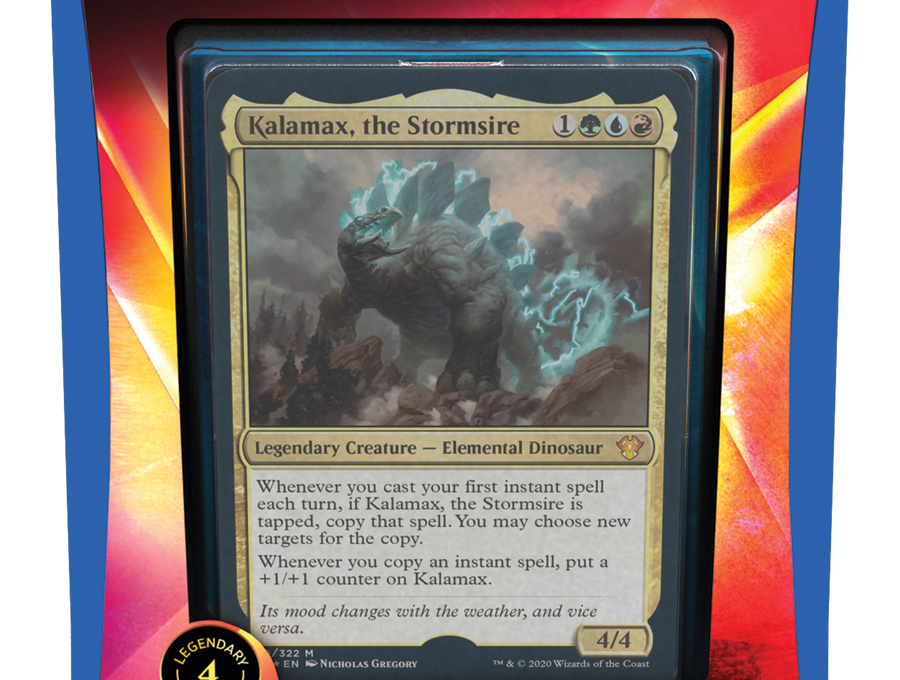 Kalamax, the Stormsire 1
Legendary Creature — Elemental Dinosaur
Whenever you cast your first instant spell
each turn, if Kalamax, the Stormsire is
tapped, copy that spell. You may choose new
targets for the copy.
Whenever you copy an instant spell, put a
+1/+1 counter on Kalamax.
Its mood changes with the weather, and vice
versa.
4/4
/322 M
EN Nicholas Gregory
™ & © 2020 Wizards of the Coast
LEGENDARY
4